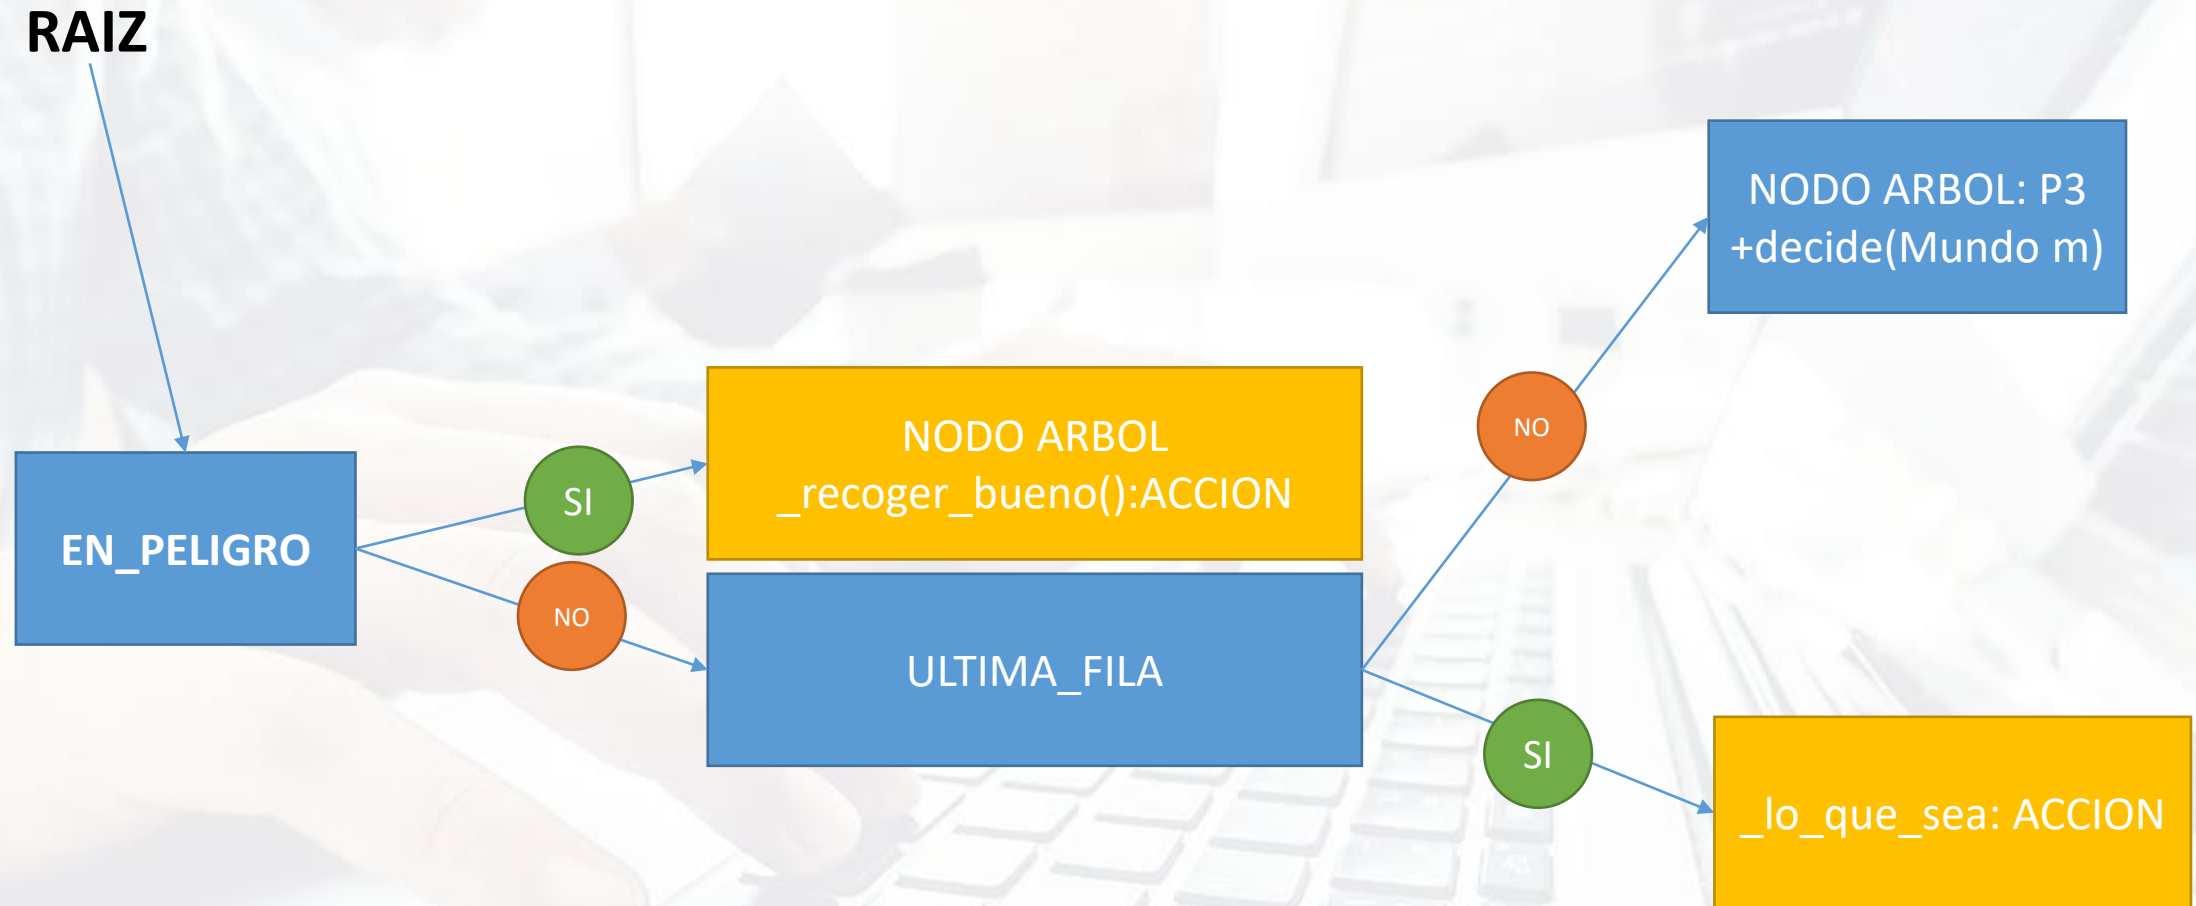 RAIZ
EN_PELIGRO
SI
NO
NODO ARBOL
_recoger_bueno():ACCION
ULTIMA_FILA
NO
SI
NODO ARBOL: P3
+decide(Mundo m)
_lo_que_sea: ACCION